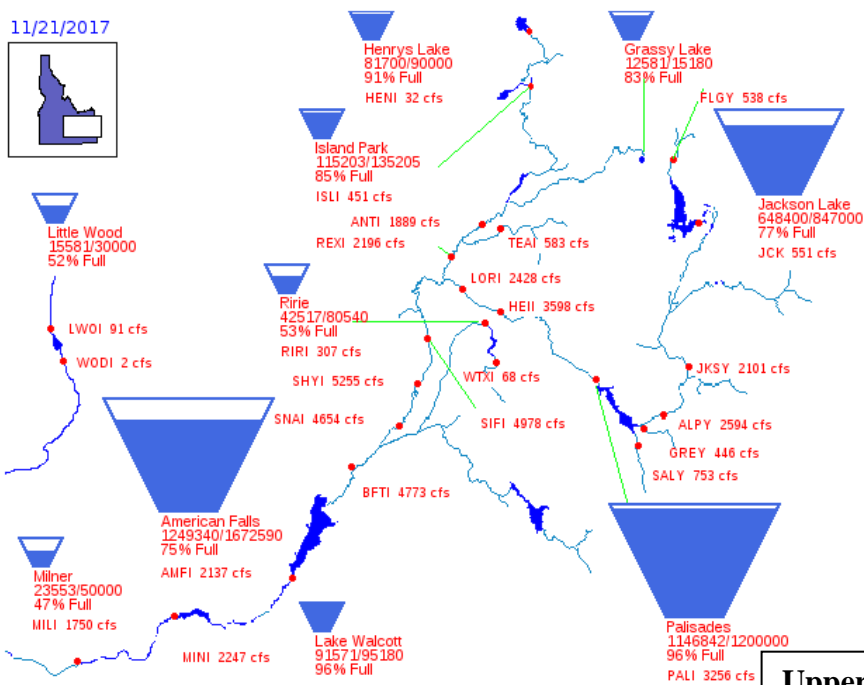 11/21/2017
Henrys Lake
81700/90000
91% Full
HENI 32 cfs
Grassy Lake
12581/15180
83% Full
FLGY 538 cfs
Island Park
115203/135205
85% Full
ISLI 451 cfs
Jackson Lake
648400/847000
77% Full
JCK 551 cfs
Little Wood
15581/30000
52% Full
ANTI 1889 cfs
REXI 2196 cfs
TEAI 583 cfs
LORI 2428 cfs
HEII 3598 cfs
Ririe
42517/80540
53% Full
RIRI 307 cfs
LWOI 91 cfs
WODI 2 cfs
SHYI 5255 cfs
WTXI 68 cfs
JKSY 2101 cfs
SNAI 4654 cfs
SIFI 4978 cfs
ALPY 2594 cfs
GREY 446 cfs
SALY 753 cfs
BFTI 4773 cfs
American Falls
1249340/1672590
75% Full
AMFI 2137 cfs
Milner
23553/50000
47% Full
MILI 1750 cfs
MINI 2247 cfs
Lake Walcott
91571/95180
96% Full
Palisades
1146842/1200000
96% Full
PALI 3256 cfs
Upper